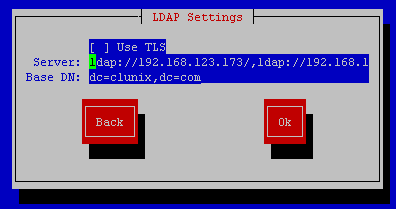 LDAP Settings
[ ] Use TLS
Server: ldap://192.168.123.173/,ldap://192.168.1
Base DN: dc=clunix,dc=com
Back Ok